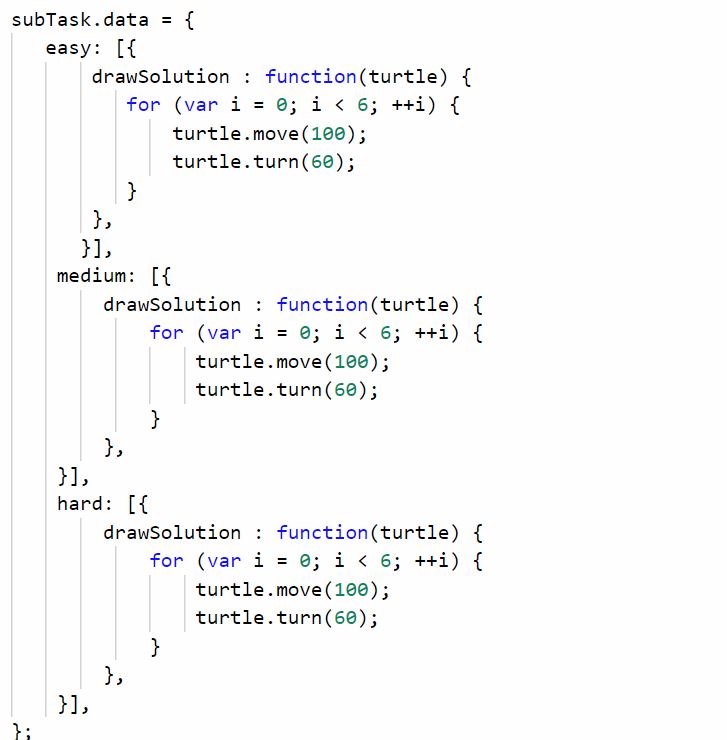 subTask.data = {
easy: [{
drawSolution : function(turtle) {
for (var i = 0; i < 6; ++i) {
turtle.move(100);
turtle.turn(60);
}
},
}],
medium: [{
drawSolution : function(turtle) {
for (var i = 0; i < 6; ++i) {
turtle.move(100);
turtle.turn(60);
}
},
}],
hard: [{
drawSolution : function(turtle) {
for (var i = 0; i < 6; ++i) {
turtle.move(100);
turtle.turn(60);
}
},
}],
};